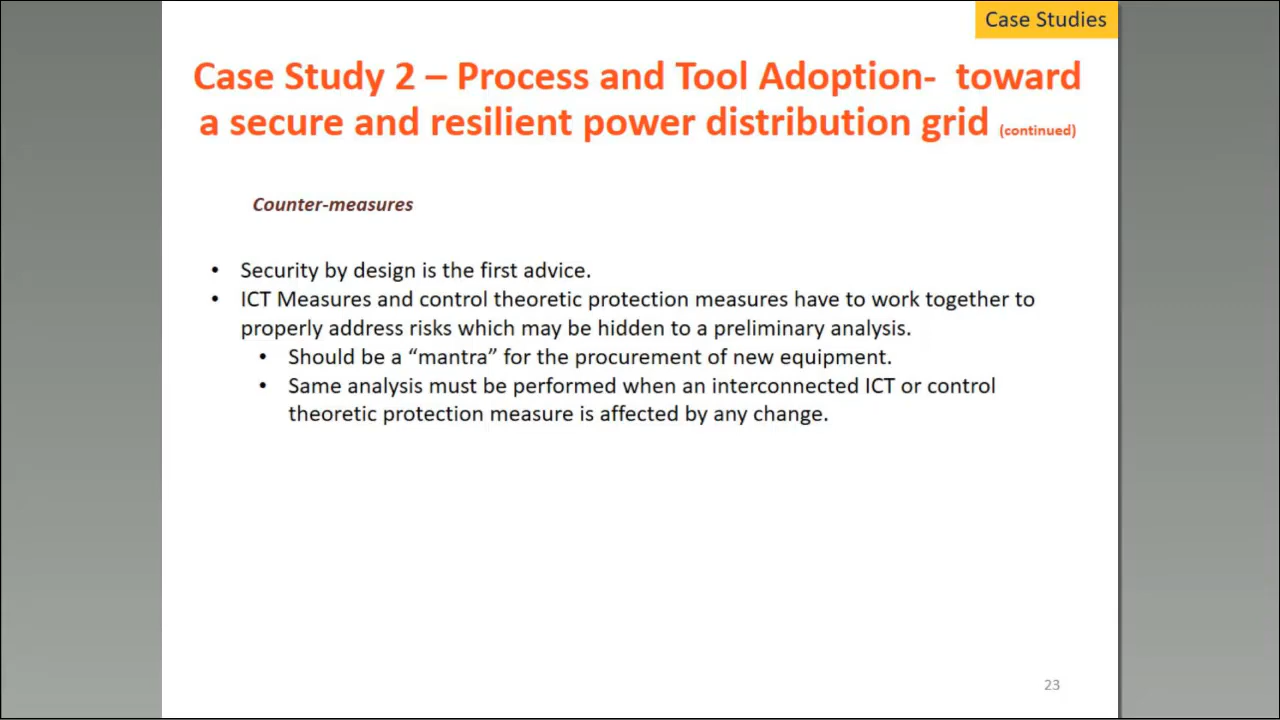 Case Studies
Case Study 2 – Process and Tool Adoption-  toward
a secure and resilient power distribution grid (continued)
Counter-measures
• Security by design is the first advice.
• ICT Measures and control theoretic protection measures have to work together to
properly address risks which may be hidden to a preliminary analysis.
• Should be a “mantra” for the procurement of new equipment.
• Same analysis must be performed when an interconnected ICT or control
theoretic protection measure is affected by any change.
23